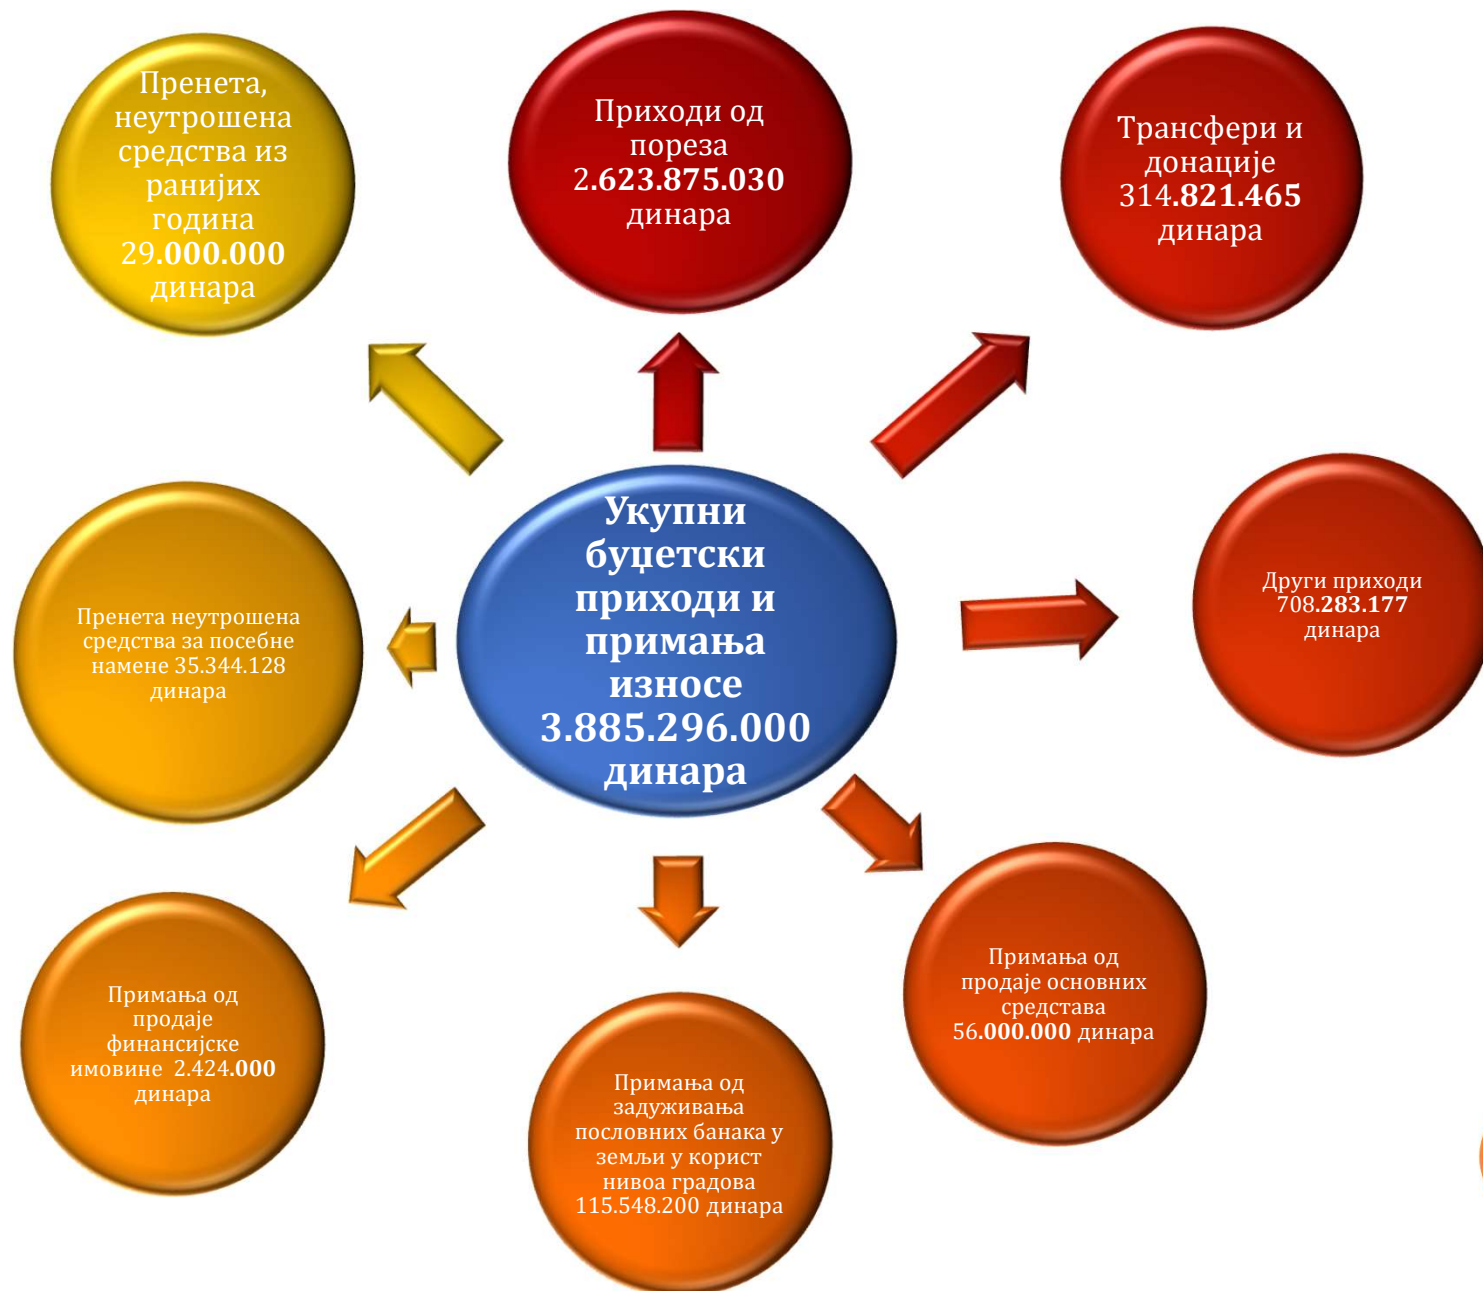 Пренета,
неутрошена
средства из
ранијих
година
29.000.000
динара
Приходи од
пореза
2.623.875.030
динара
Трансфери и
донације
314.821.465
динара
Укупни
буџетски
приходи и
примања
износе
3.885.296.000
динара
Други приходи
708.283.177
динара
Пренета неутрошена
средства за посебне
намене 35.344.128
динара
Примања од
продаје основних
средстава
56.000.000 динара
Примања од
продаје
финансијске
имовине 2.424.000
динара
Примања од
задуживања
пословних банака у
земљи у корист
нивоа градова
115.548.200 динара